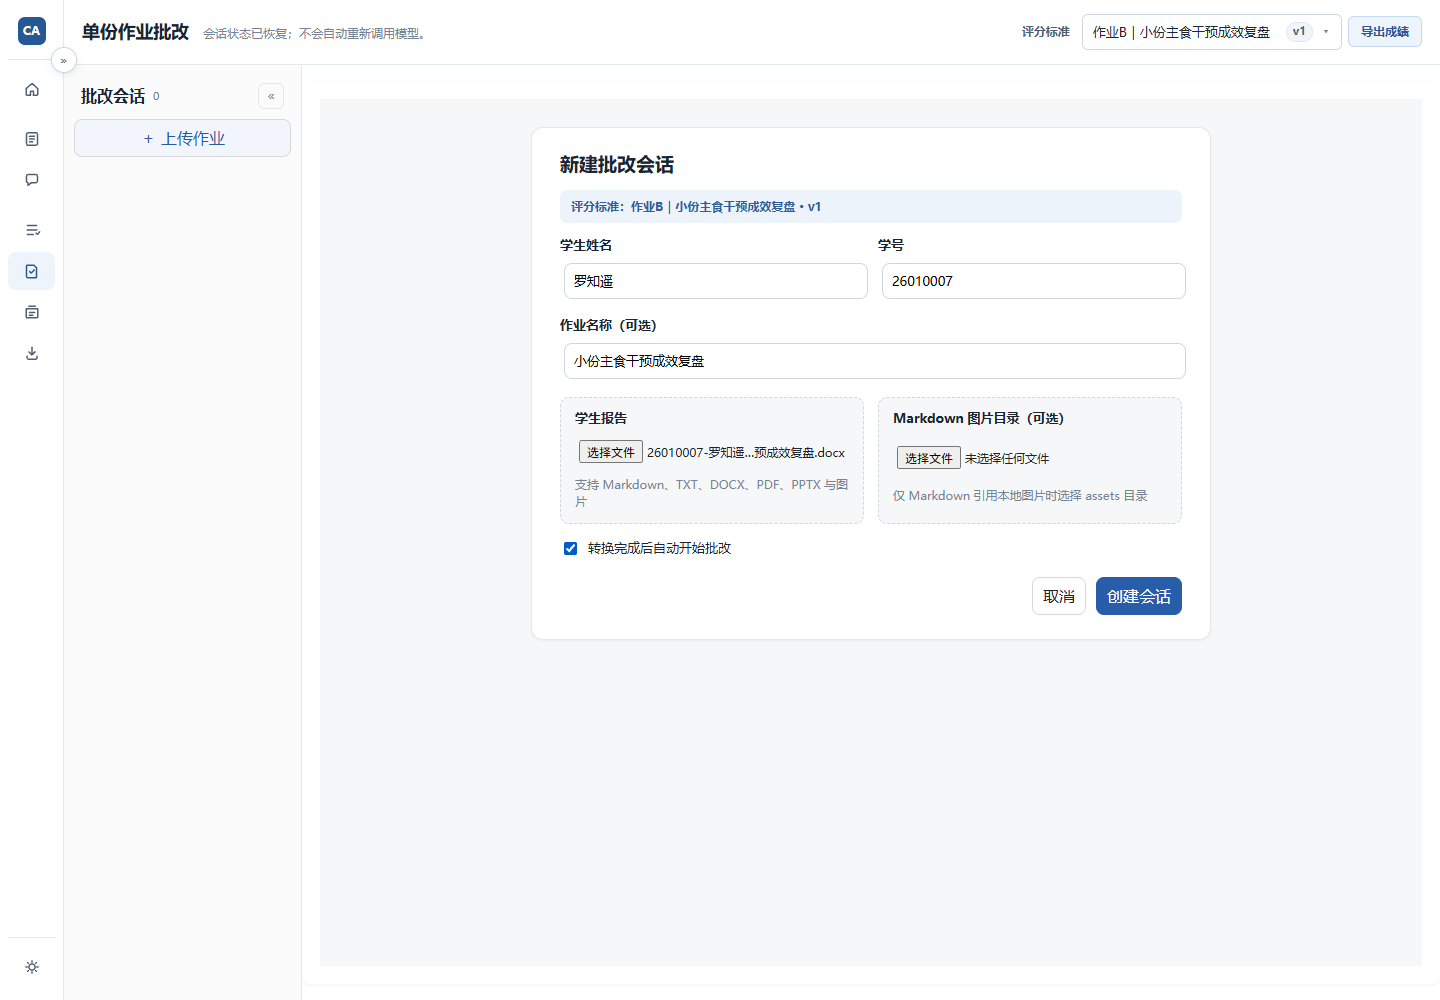 CA
单份作业批改
会话状态已恢复；不会自动重新调用模型。
评分标准
作业B | 小份主食干预成效复盘 v1
导出成绩
»
批改会话 0
«
+ 上传作业
新建批改会话
评分标准：作业B | 小份主食干预成效复盘 • v1
学生姓名
学号
罗知遥
26010007
作业名称（可选）
小份主食干预成效复盘
学生报告
选择文件 26010007-罗知遥...预成效复盘.docx
支持 Markdown、TXT、DOCX、PDF、PPTX 与图
片
Markdown 图片目录（可选）
选择文件 未选择任何文件
仅 Markdown 引用本地图片时选择 assets 目录
转换完成后自动开始批改
取消
创建会话